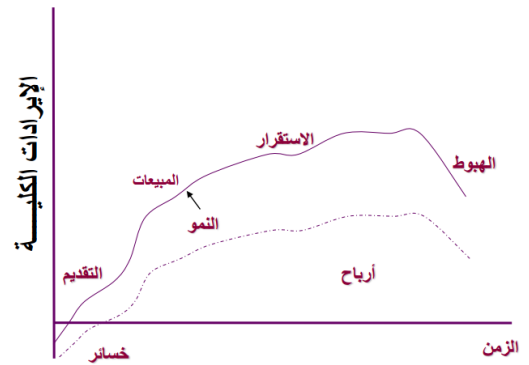 الإيرادات الكليـــة
الاستقرار
الهبوط
المبيعات
النمو
التقديم
أرباح
الزمن
خسائر